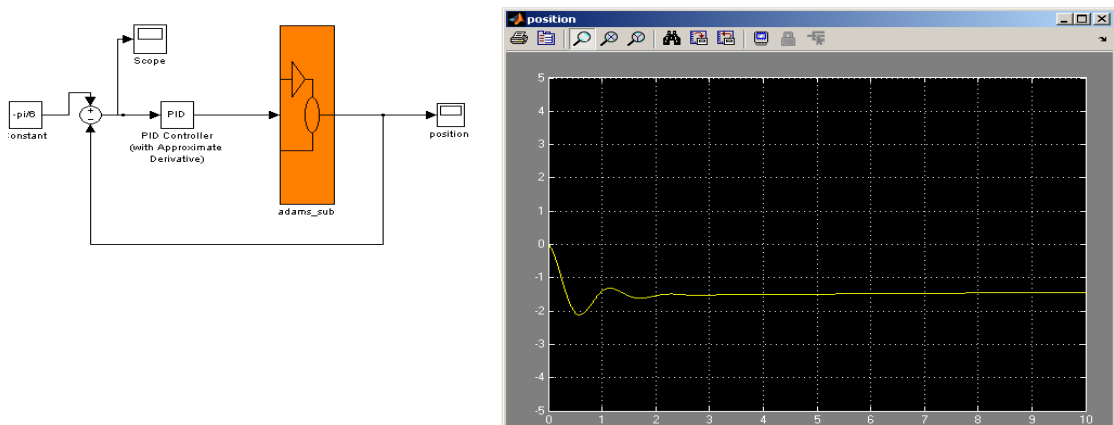 Scope
-pi/6
Constant
+
−
PID
PID Controller
(with Approximate
Derivative)
adams_sub
position
position
5
4
3
2
1
0
-1
-2
-3
-4
-5
0 1 2 3 4 5 6 7 8 9 10